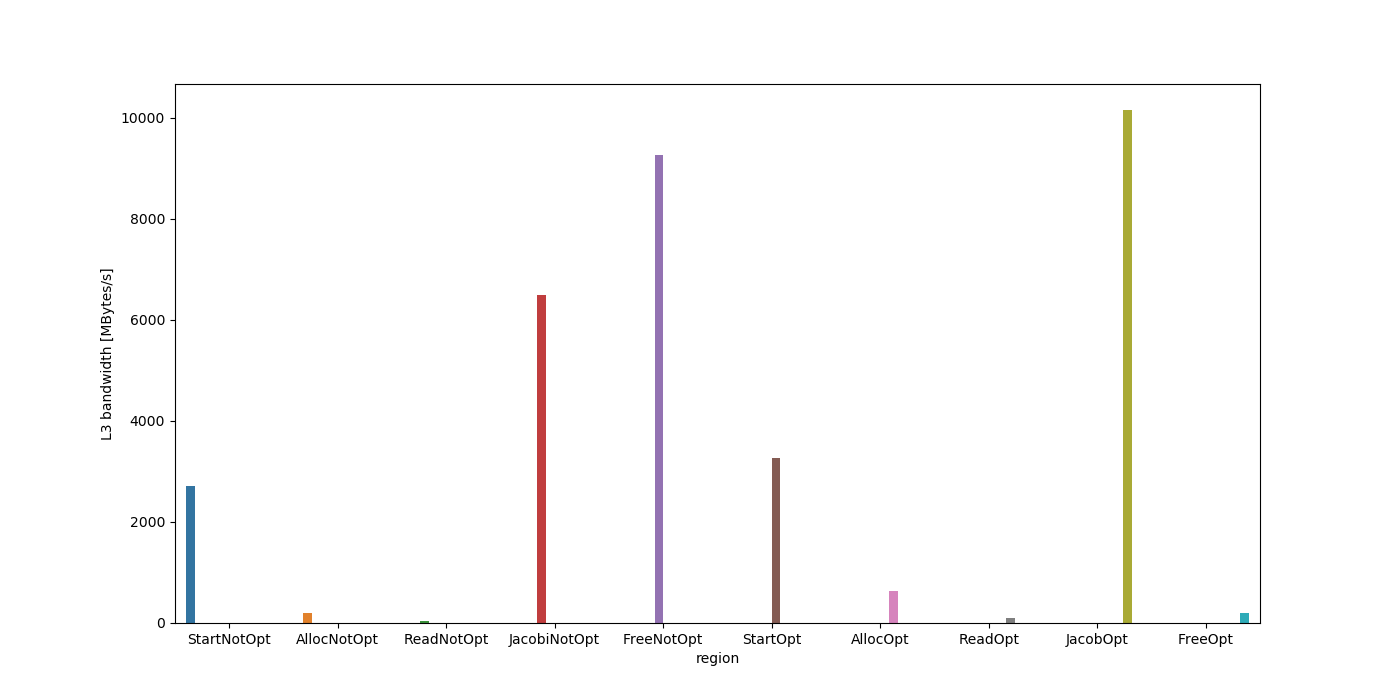 10000
8000
6000
4000
2000
0
L3 bandwidth [MBytes/s]
StartNotOpt AllocNotOpt ReadNotOpt JacobiNotOpt FreeNotOpt StartOpt AllocOpt ReadOpt JacobOpt FreeOpt
region